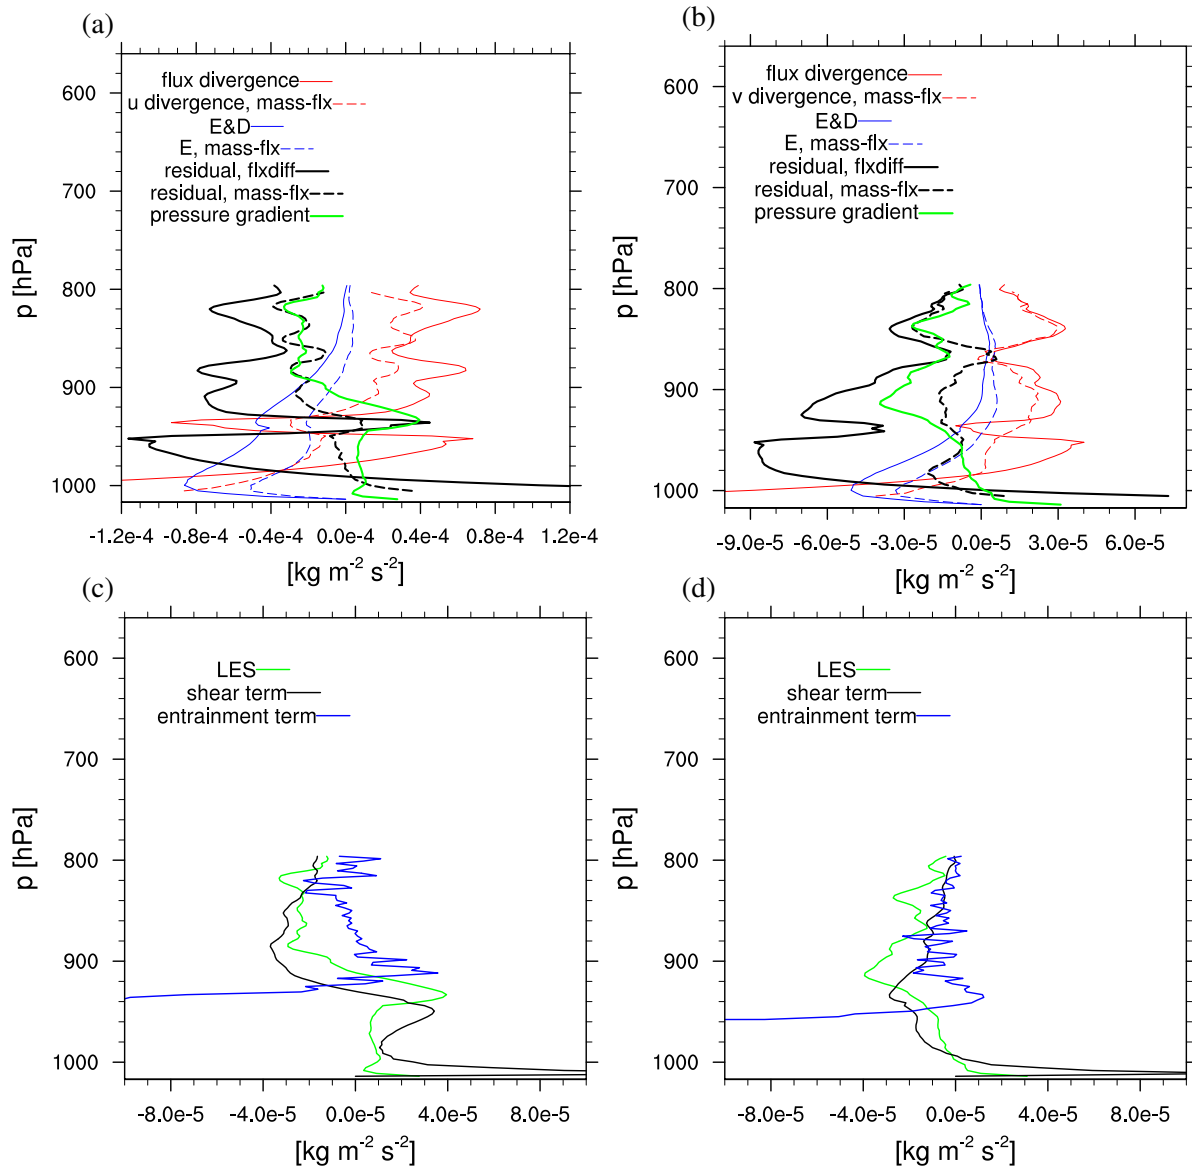 (a)
flux divergence
u divergence, mass-flx
E&D
E, mass-flx
residual, flxdiff
residual, mass-flx
pressure gradient
600
700
800
900
1000
p [hPa]
-1.2e-4 -0.8e-4 -0.4e-4 0.0e-4 0.4e-4 0.8e-4 1.2e-4
[kg m-2 s-2]
(b)
flux divergence
v divergence, mass-flx
E&D
E, mass-flx
residual, flxdiff
residual, mass-flx
pressure gradient
600
700
800
900
1000
p [hPa]
-9.0e-5 -6.0e-5 -3.0e-5 0.0e-5 3.0e-5 6.0e-5
[kg m-2 s-2]
(c)
LES
shear term
entrainment term
600
700
800
900
1000
p [hPa]
-8.0e-5 -4.0e-5 0.0e-5 4.0e-5 8.0e-5
[kg m-2 s-2]
(d)
LES
shear term
entrainment term
600
700
800
900
1000
p [hPa]
-8.0e-5 -4.0e-5 0.0e-5 4.0e-5 8.0e-5
[kg m-2 s-2]